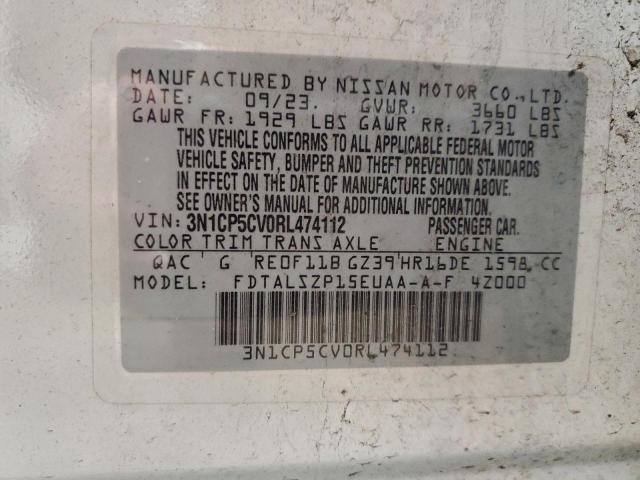 MANUFACTURED BY NISSAN MOTOR CO.,LTD.
DATE: 09/23. GVWR: 3660 LBS
GAWR FR: 1929 LBS GAWR RR: 1731 LBS
THIS VEHICLE CONFORMS TO ALL APPLICABLE FEDERAL MOTOR
VEHICLE SAFETY, BUMPER AND THEFT PREVENTION STANDARDS
IN EFFECT ON THE DATE OF MANUFACTURE SHOWN ABOVE.
SEE OWNER'S MANUAL FOR ADDITIONAL INFORMATION.
VIN: 3N1CP5CV0RL474112 PASSENGER CAR.
COLOR TRIM TRANS AXLE ENGINE
QAC G RE0F11B GZ39 HR16DE 1598 CC
MODEL: FDTALSZP15EUAA-A-F 4Z000
3N1CP5CV0RL474112